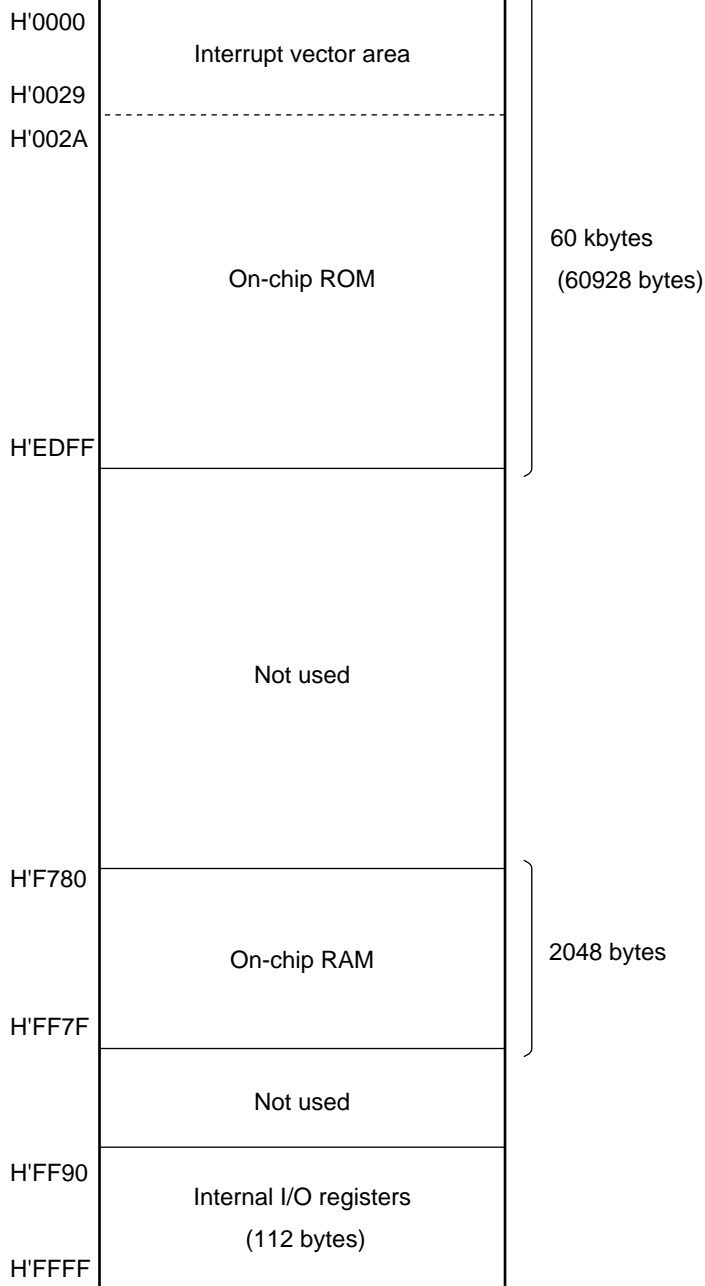 H'0000
Interrupt vector area
H'0029
H'002A
60 kbytes
(60928 bytes)
On-chip ROM
H'EDFF
Not used
H'F780
On-chip RAM
2048 bytes
H'FF7F
Not used
H'FF90
Internal I/O registers
(112 bytes)
H'FFFF